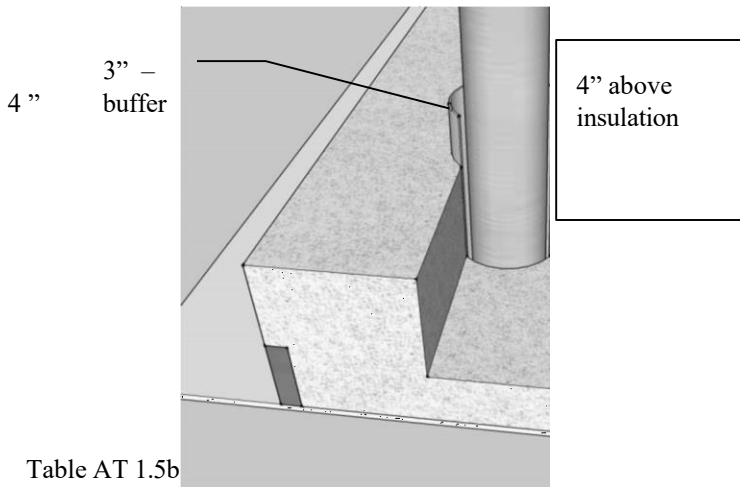 3” –
4 ” buffer
4” above
insulation
Table AT 1.5b